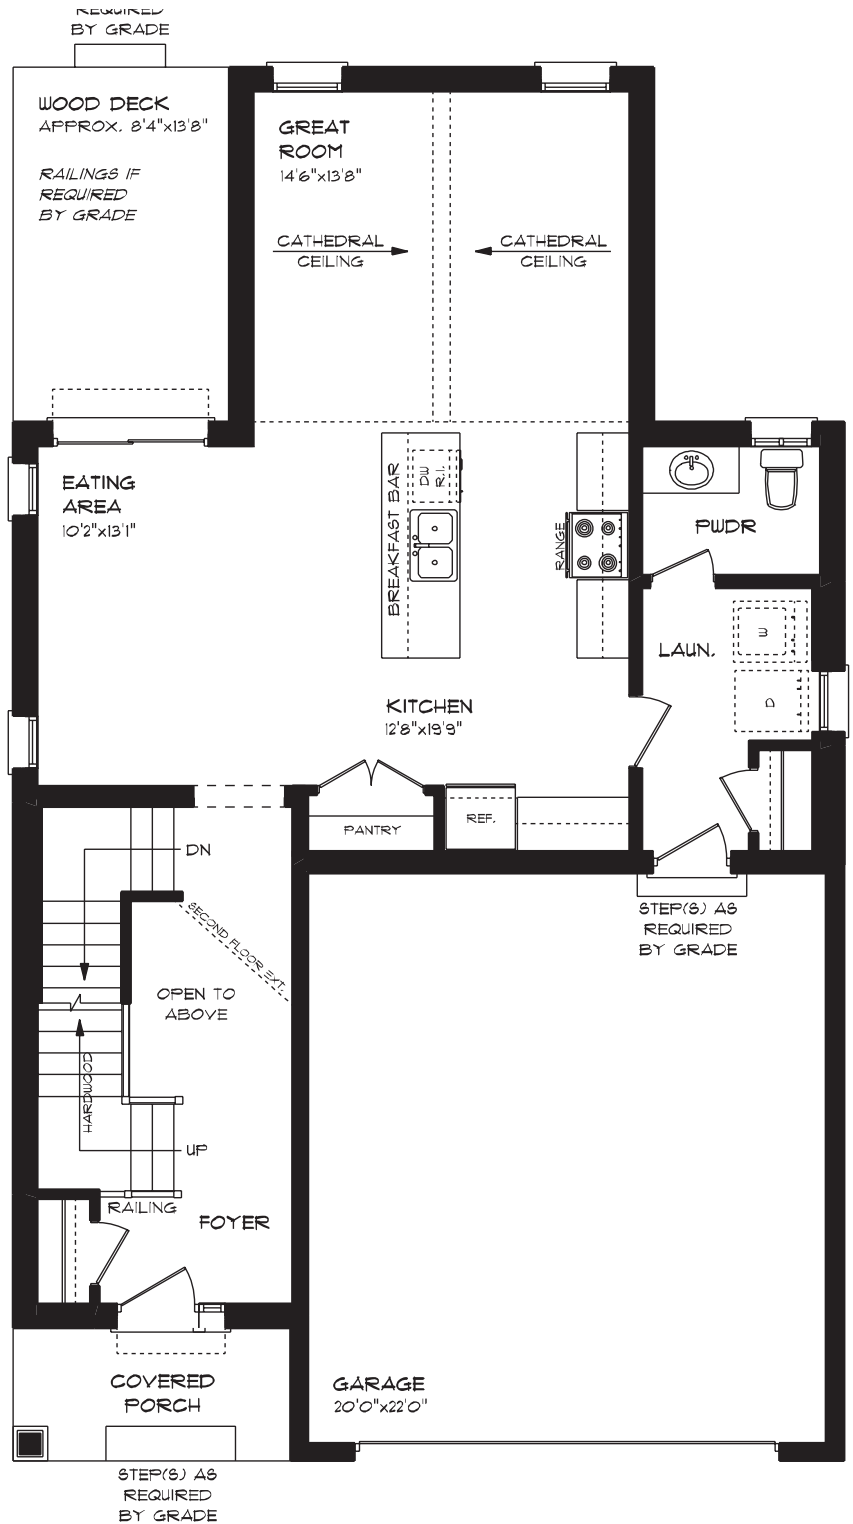 REQUIRED
BY GRADE
WOOD DECK
APPROX. 8'4"x13'8"
RAILINGS IF
REQUIRED
BY GRADE
GREAT
ROOM
14'6"x13'8"
CATHEDRAL
CEILING
CATHEDRAL
CEILING
EATING
AREA
10'2"x13'1"
BREAKFAST BAR
DW
R.I.
RANGE
PWDR
LAUN.
W
D
KITCHEN
12'8"x19'9"
PANTRY
REF.
DN
SECOND FLOOR EXT.
OPEN TO
ABOVE
HARDWOOD
UP
RAILING
FOYER
STEP(S) AS
REQUIRED
BY GRADE
GARAGE
20'0"x22'0"
COVERED
PORCH
STEP(S) AS
REQUIRED
BY GRADE